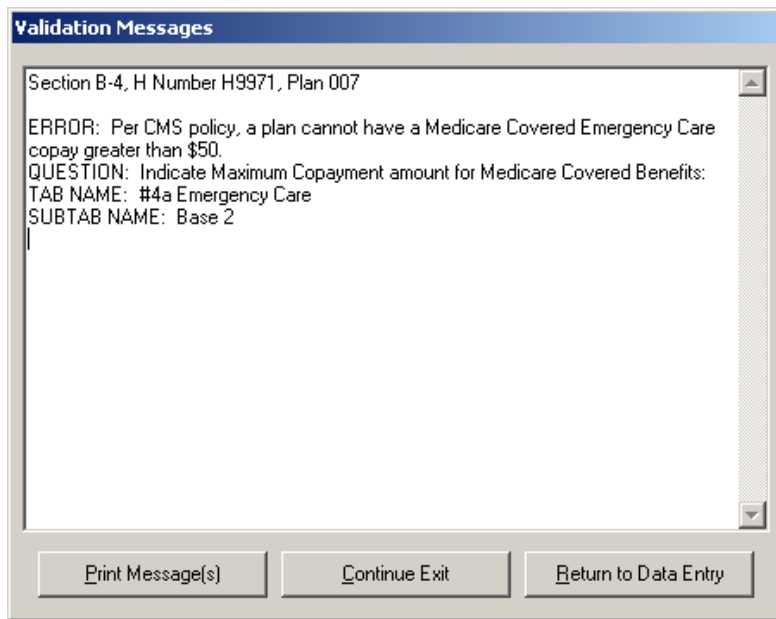 Validation Messages
Section B-4, H Number H9971, Plan 007
ERROR:  Per CMS policy, a plan cannot have a Medicare Covered Emergency Care
copay greater than $50.
QUESTION:  Indicate Maximum Copayment amount for Medicare Covered Benefits:
TAB NAME:  #4a Emergency Care
SUBTAB NAME:  Base 2
Print Message(s)
Continue Exit
Return to Data Entry